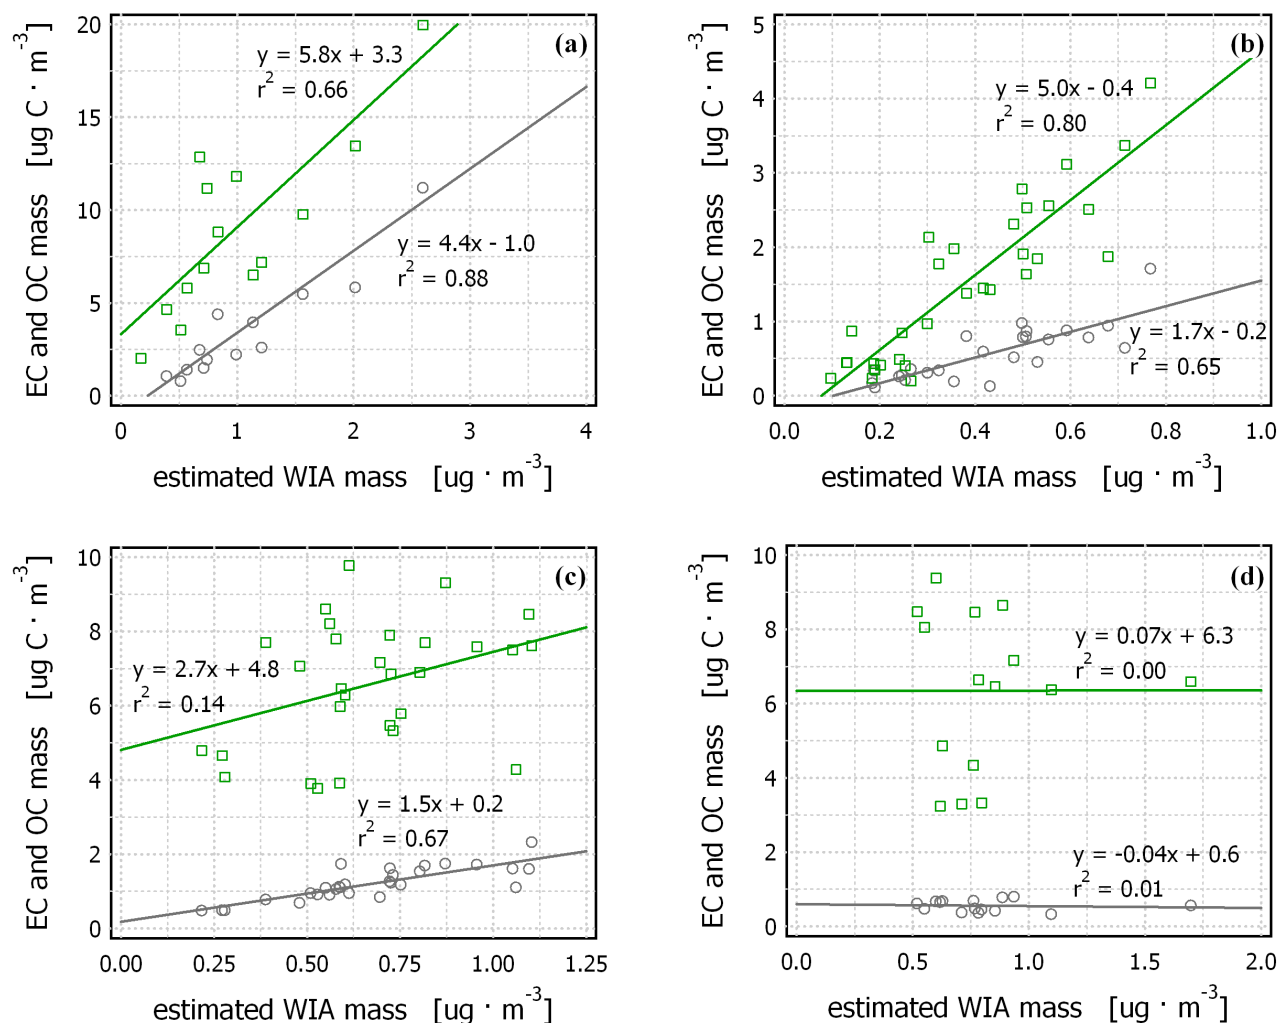 EC and OC mass [ug C · m-3]
20
15
10
5
0
(a)
y = 5.8x + 3.3
r2 = 0.66
y = 4.4x - 1.0
r2 = 0.88
0 1 2 3 4
estimated WIA mass [ug · m-3]
EC and OC mass [ug C · m-3]
5
4
3
2
1
0
(b)
y = 5.0x - 0.4
r2 = 0.80
y = 1.7x - 0.2
r2 = 0.65
0.0 0.2 0.4 0.6 0.8 1.0
estimated WIA mass [ug · m-3]
EC and OC mass [ug C · m-3]
10
8
6
4
2
0
(c)
y = 2.7x + 4.8
r2 = 0.14
y = 1.5x + 0.2
r2 = 0.67
0.00 0.25 0.50 0.75 1.00 1.25
estimated WIA mass [ug · m-3]
EC and OC mass [ug C · m-3]
10
8
6
4
2
0
(d)
y = 0.07x + 6.3
r2 = 0.00
y = -0.04x + 0.6
r2 = 0.01
0.0 0.5 1.0 1.5 2.0
estimated WIA mass [ug · m-3]